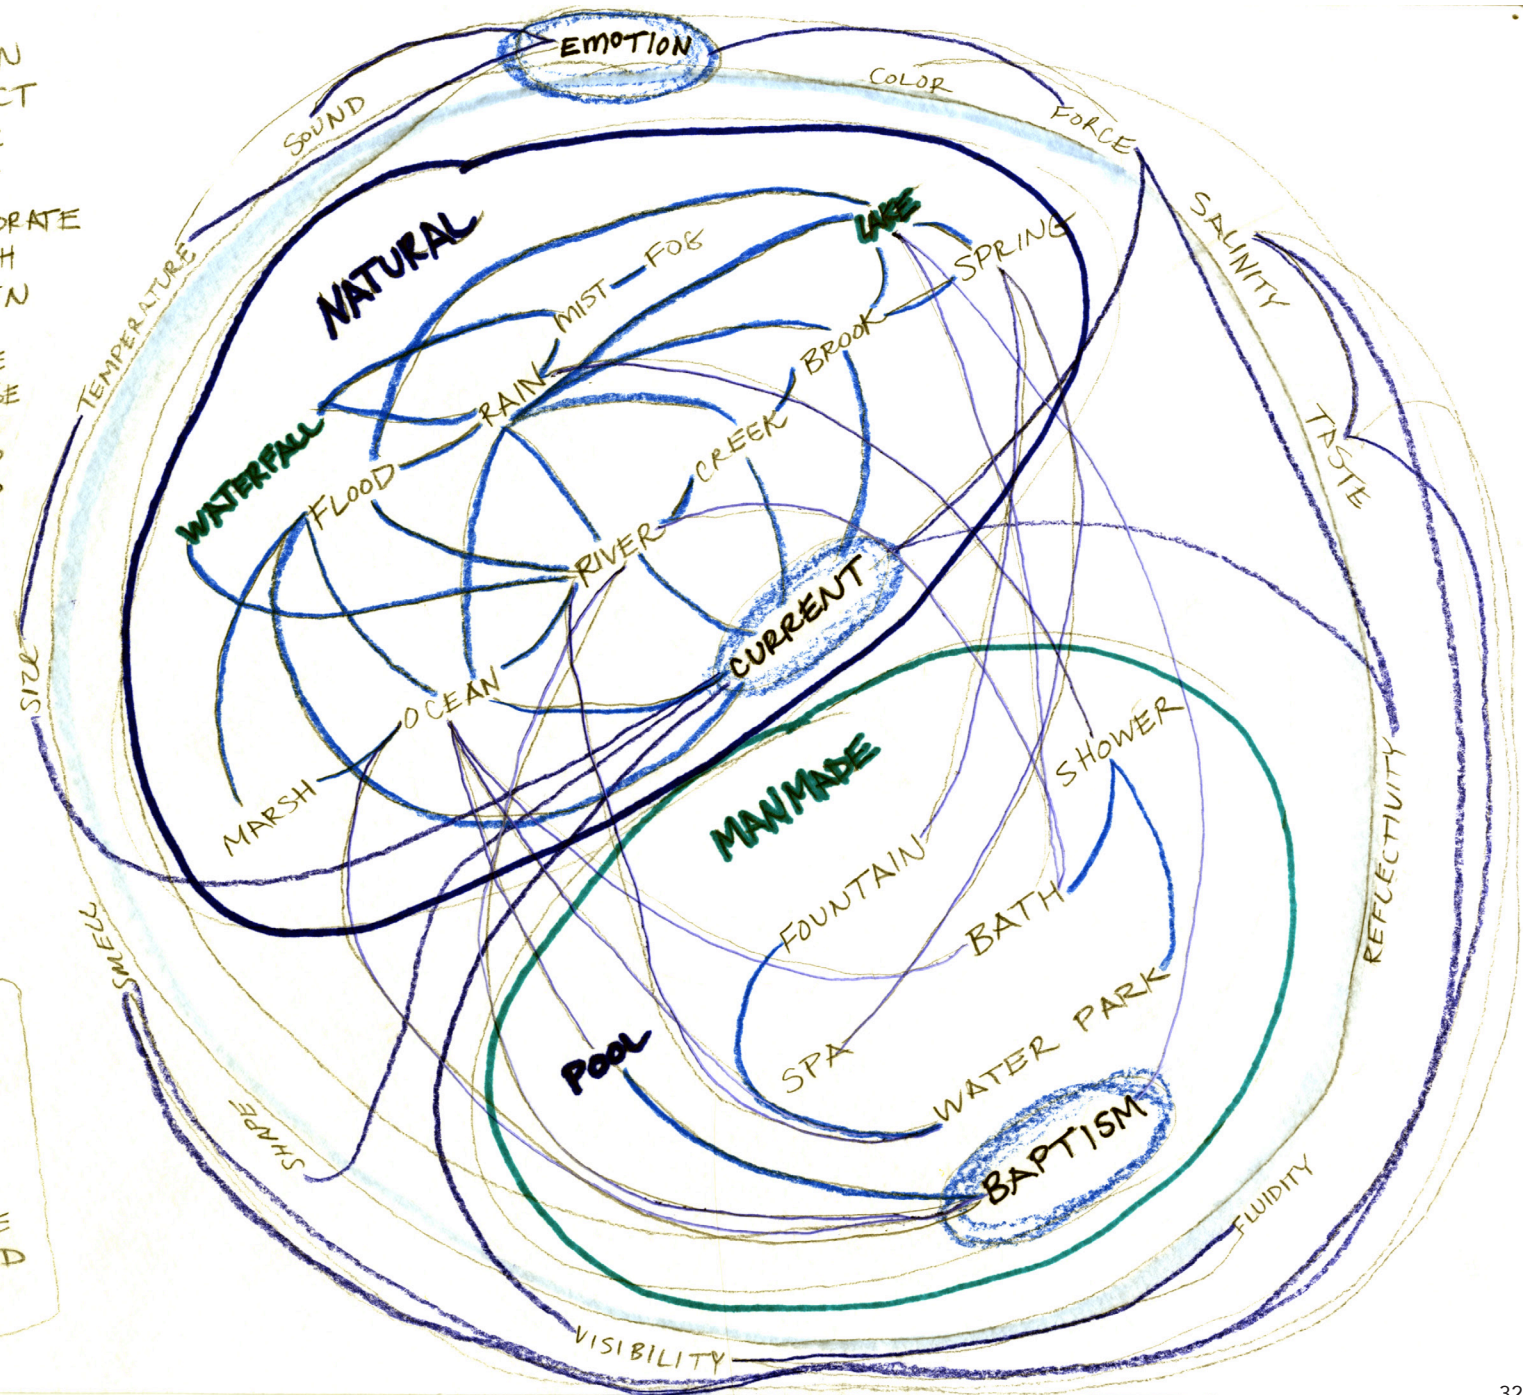 EMOTION
COLOR
SOUND
FORCE
SALINITY
NATURAL
LAKE
SPRING
FOG
MIST
TEMPERATURE
BROOK
RAIN
WATERFALL
CREEK
TASTE
FLOOD
RIVER
CURRENT
SIZE
OCEAN
SHOWER
MARSH
MANMADE
REFLECTIVITY
FOUNTAIN
BATH
SMELL
WATER PARK
POOL
SPA
BAPTISM
SHAPE
FLUIDITY
VISIBILITY
32